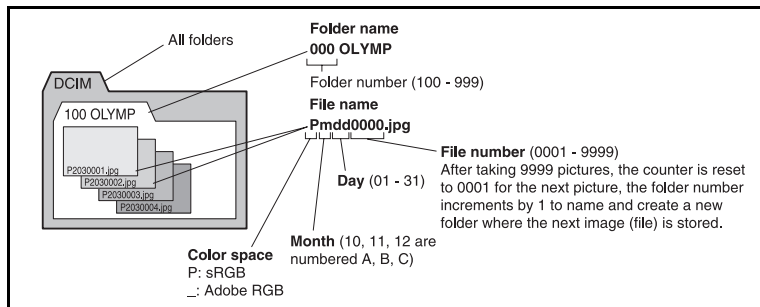 Folder name
All folders
000 OLYMP
DCIM
Folder number (100 - 999)
100 OLYMP
File name
Pmdd0000.jpg
File number (0001 - 9999)
After taking 9999 pictures, the counter is reset
to 0001 for the next picture, the folder number
increments by 1 to name and create a new
folder where the next image (file) is stored.
Day (01 - 31)
P2030001.jpg
P2030002.jpg
P2030003.jpg
P2030004.jpg
Month (10, 11, 12 are
numbered A, B, C)
Color space
P: sRGB
_: Adobe RGB